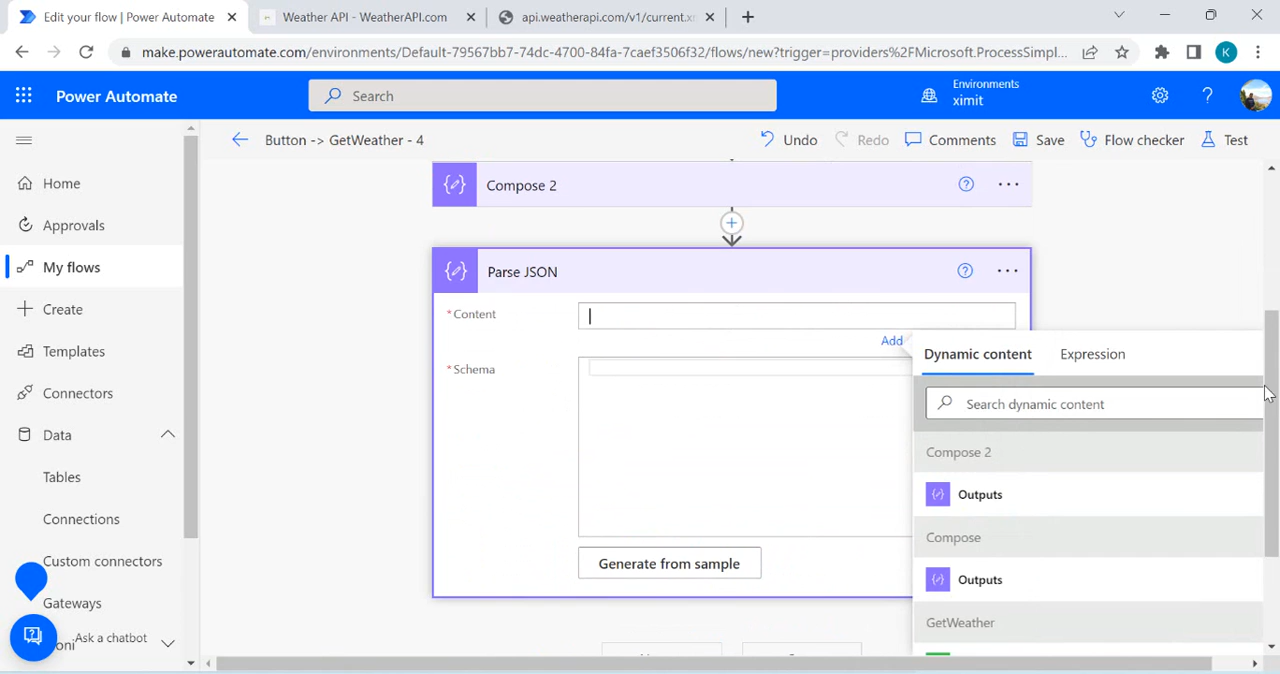 Edit your flow | Power Automate
Weather API - WeatherAPI.com
api.weatherapi.com/v1/current.x
make.powerautomate.com/environments/Default-79567bb7-74dc-4700-84fa-7caef3506f32/flows/new?trigger=providers%2FMicrosoft.ProcessSimpl...
K
Power Automate
Search
Environments
ximit
Button -> GetWeather - 4
Undo
Redo
Comments
Save
Flow checker
Test
Home
Approvals
My flows
Create
Templates
Connectors
Data
Tables
Connections
Custom connectors
Gateways
Ask a chatbot
Compose 2
Parse JSON
* Content
Add
* Schema
Generate from sample
Dynamic content
Expression
Search dynamic content
Compose 2
Outputs
Compose
Outputs
GetWeather